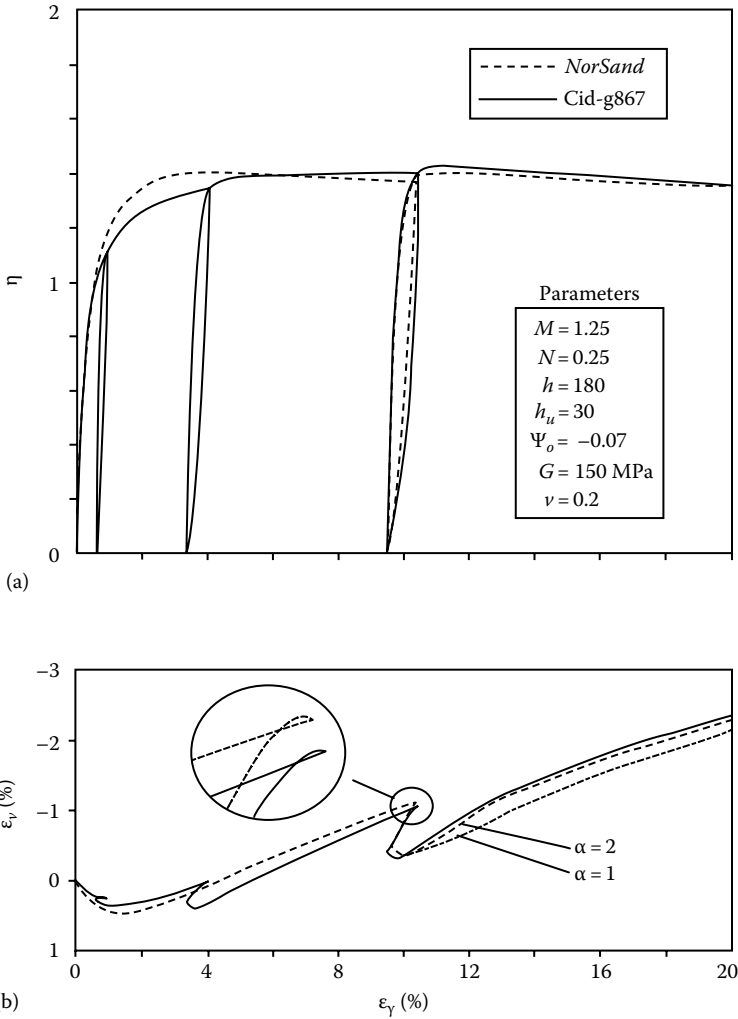 2
NorSand
Cid-g867
η
1
Parameters
M = 1.25
N = 0.25
h = 180
hᵤ = 30
Ψₒ = −0.07
G = 150 MPa
ν = 0.2
0
(a)
−3
−2
εᵥ (%)
−1
α = 2
0
α = 1
1
0
4
8
12
16
20
b)
εᵧ (%)